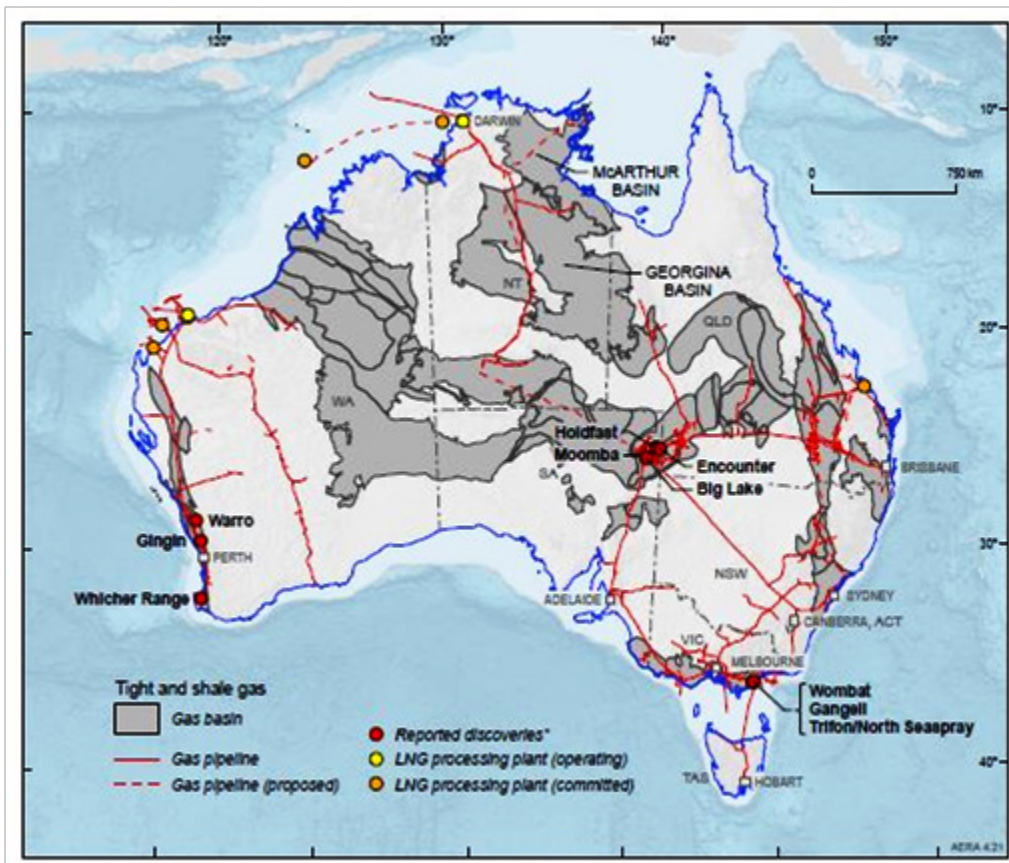 120°
130°
140°
150°
10°
DARWIN
McARTHUR
BASIN
750 km
0
GEORGINA
BASIN
NT
QLD
20°
WA
Holdfast
Moomba
Encounter
Big Lake
SA
BRISBANE
Warro
Gingin
PERTH
30°
NSW
Whicher Range
ADELAIDE
SYDNEY
CANBERRA, ACT
VIC
MELBOURNE
Tight and shale gas
Gas basin
Wombat
Gangell
Trifon/North Seaspray
Gas pipeline
Gas pipeline (proposed)
Reported discoveries*
LNG processing plant (operating)
LNG processing plant (committed)
TAS
HOBART
40°
AERA 4.21